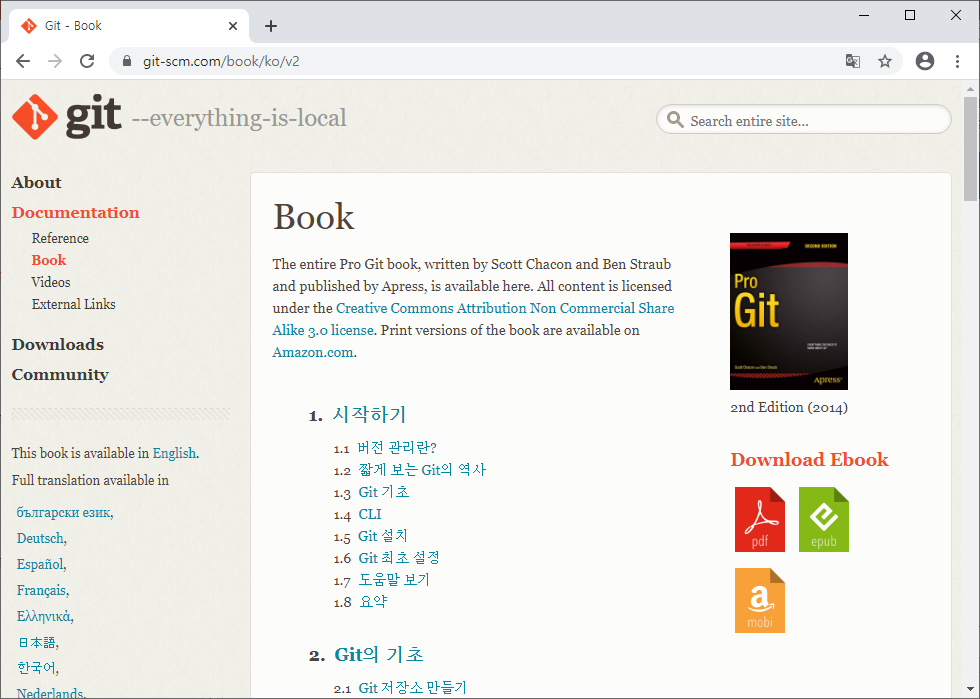 Git - Book
git-scm.com/book/ko/v2
git --everything-is-local
Search entire site...
About
Documentation
Reference
Book
Videos
External Links
Downloads
Community
This book is available in English.
Full translation available in
български език,
Deutsch,
Español,
Français,
Ελληνικά,
日本語,
한국어,
Nederlands,
Book
The entire Pro Git book, written by Scott Chacon and Ben Straub
and published by Apress, is available here. All content is licensed
under the Creative Commons Attribution Non Commercial Share
Alike 3.0 license. Print versions of the book are available on
Amazon.com.
1. 시작하기
1.1 버전 관리란?
1.2 짧게 보는 Git의 역사
1.3 Git 기초
1.4 CLI
1.5 Git 설치
1.6 Git 최초 설정
1.7 도움말 보기
1.8 요약
2. Git의 기초
2.1 Git 저장소 만들기
SECOND EDITION
Pro
Git
Scott Chacon and Ben Straub
Apress
2nd Edition (2014)
Download Ebook
pdf
epub
a
mobi